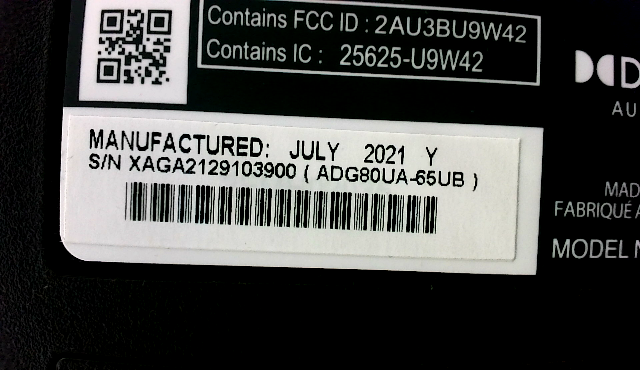 Contains FCC ID : 2AU3BU9W42
Contains IC : 25625-U9W42
D
AU
MANUFACTURED: JULY 2021 Y
S/N XAGA2129103900 ( ADG80UA-65UB )
MAD
FABRIQUÉ A
MODEL N